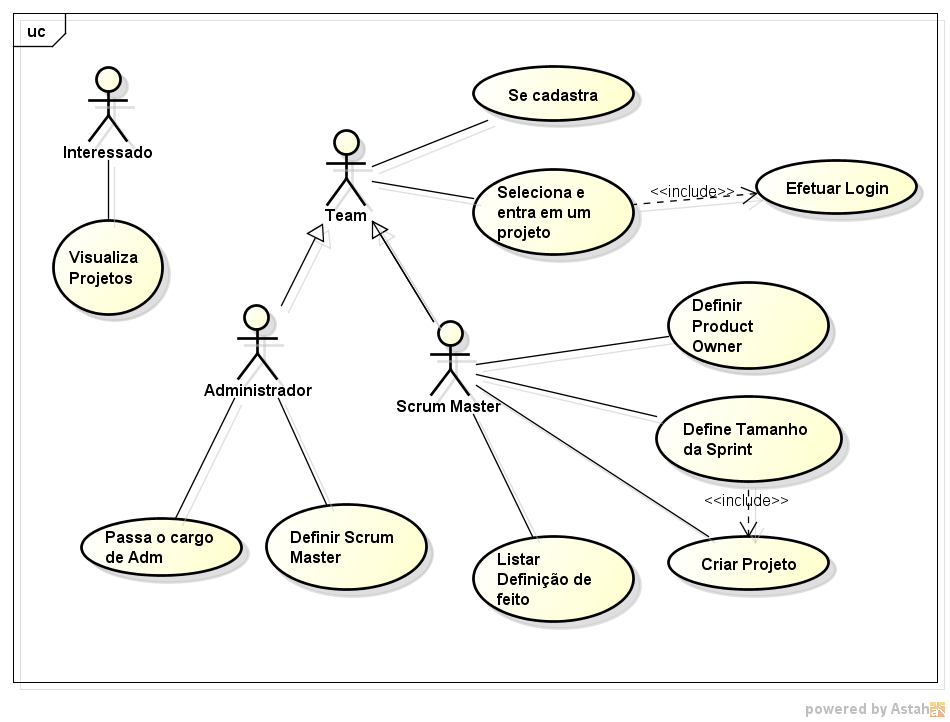 uc
Interessado
Visualiza
Projetos
Team
Se cadastra
Seleciona e
entra em um
projeto
<<include>>
Efetuar Login
Administrador
Scrum Master
Definir
Product
Owner
Define Tamanho
da Sprint
<<include>>
Criar Projeto
Passa o cargo
de Adm
Definir Scrum
Master
Listar
Definição de
feito
powered by Astah